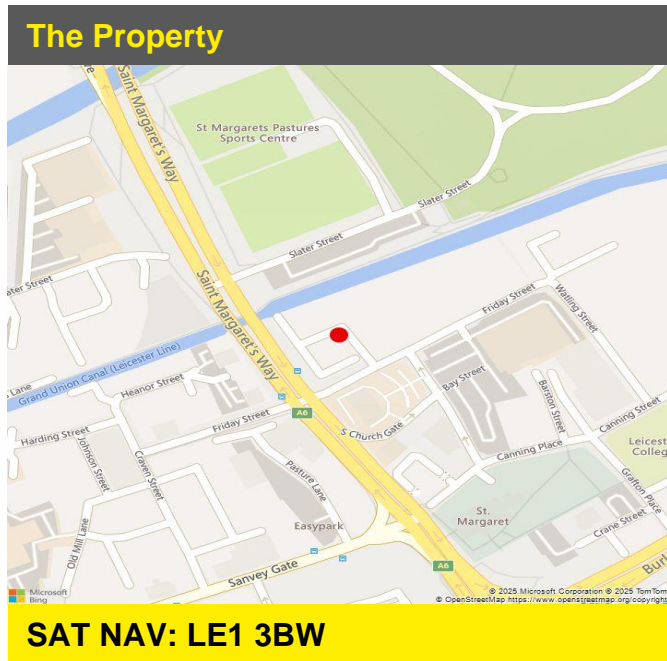 The Property
Saint Margaret's Way
St Margarets Pastures
Sports Centre
Slater Street
Slater Street
Saint Margaret's Way
Friday Street
Watling Street
Grand Union Canal (Leicester Line)
Heanor Street
Bay Street
Barston Street
Canning Street
Friday Street
A6
S Church Gate
Harding Street
Johnson Street
Craven Street
Canning Place
Leicest
Colleg
Pasture Lane
Grafton Place
Old Mill Lane
Easypark
St.
Margaret
Crane Street
Sanvey Gate
A6
Burl
Microsoft
Bing
© 2025 Microsoft Corporation © 2025 TomTom
© OpenStreetMap https://www.openstreetmap.org/copyright
SAT NAV: LE1 3BW